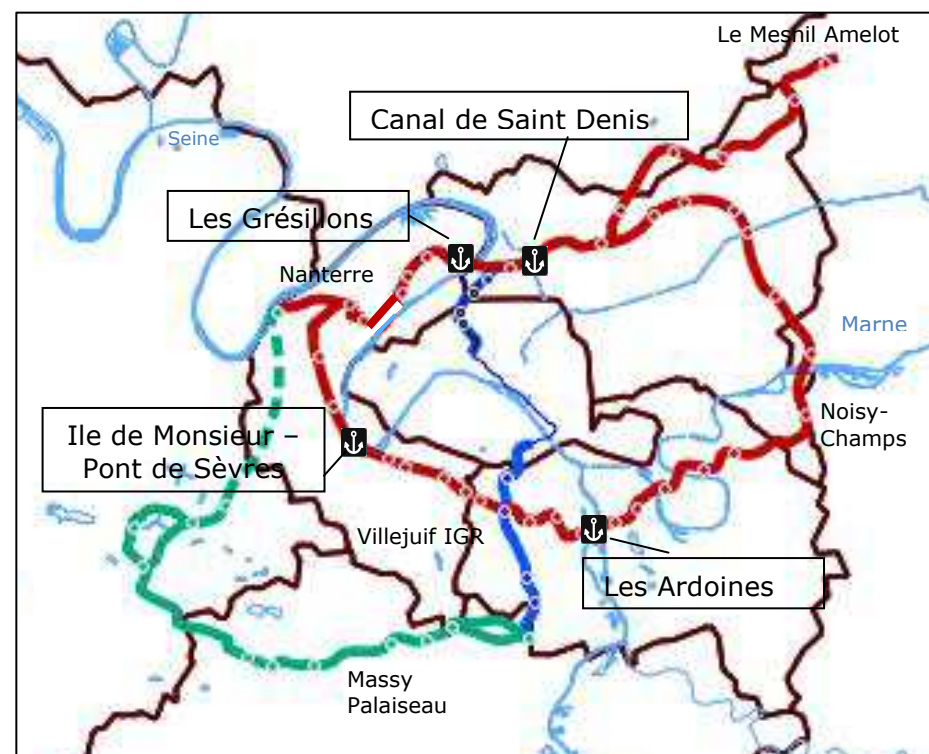 Le Mesnil Amelot
Canal de Saint Denis
Seine
Les Grésillons
Nanterre
Marne
Ile de Monsieur –
Pont de Sèvres
Noisy-
Champs
Villejuif IGR
Les Ardoines
Massy
Palaiseau